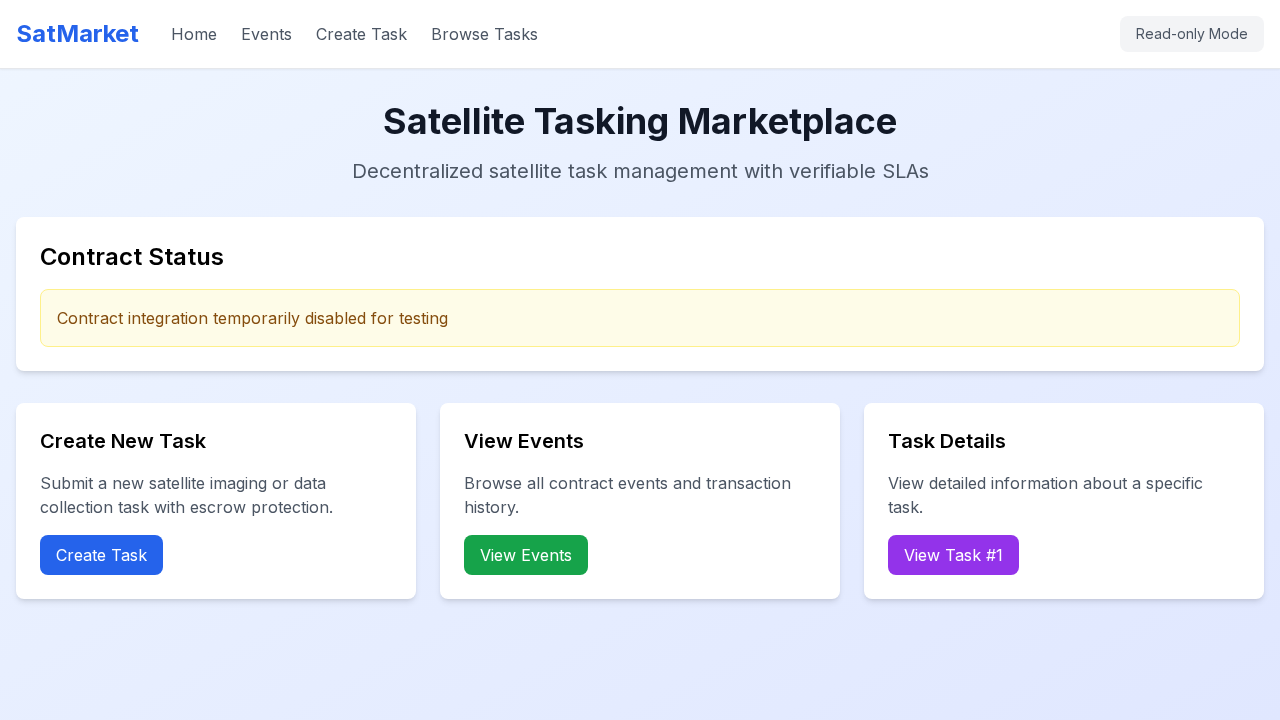 SatMarket
Home
Events
Create Task
Browse Tasks
Read-only Mode
Satellite Tasking Marketplace
Decentralized satellite task management with verifiable SLAs
Contract Status
Contract integration temporarily disabled for testing
Create New Task
Submit a new satellite imaging or data
collection task with escrow protection.
Create Task
View Events
Browse all contract events and transaction
history.
View Events
Task Details
View detailed information about a specific
task.
View Task #1